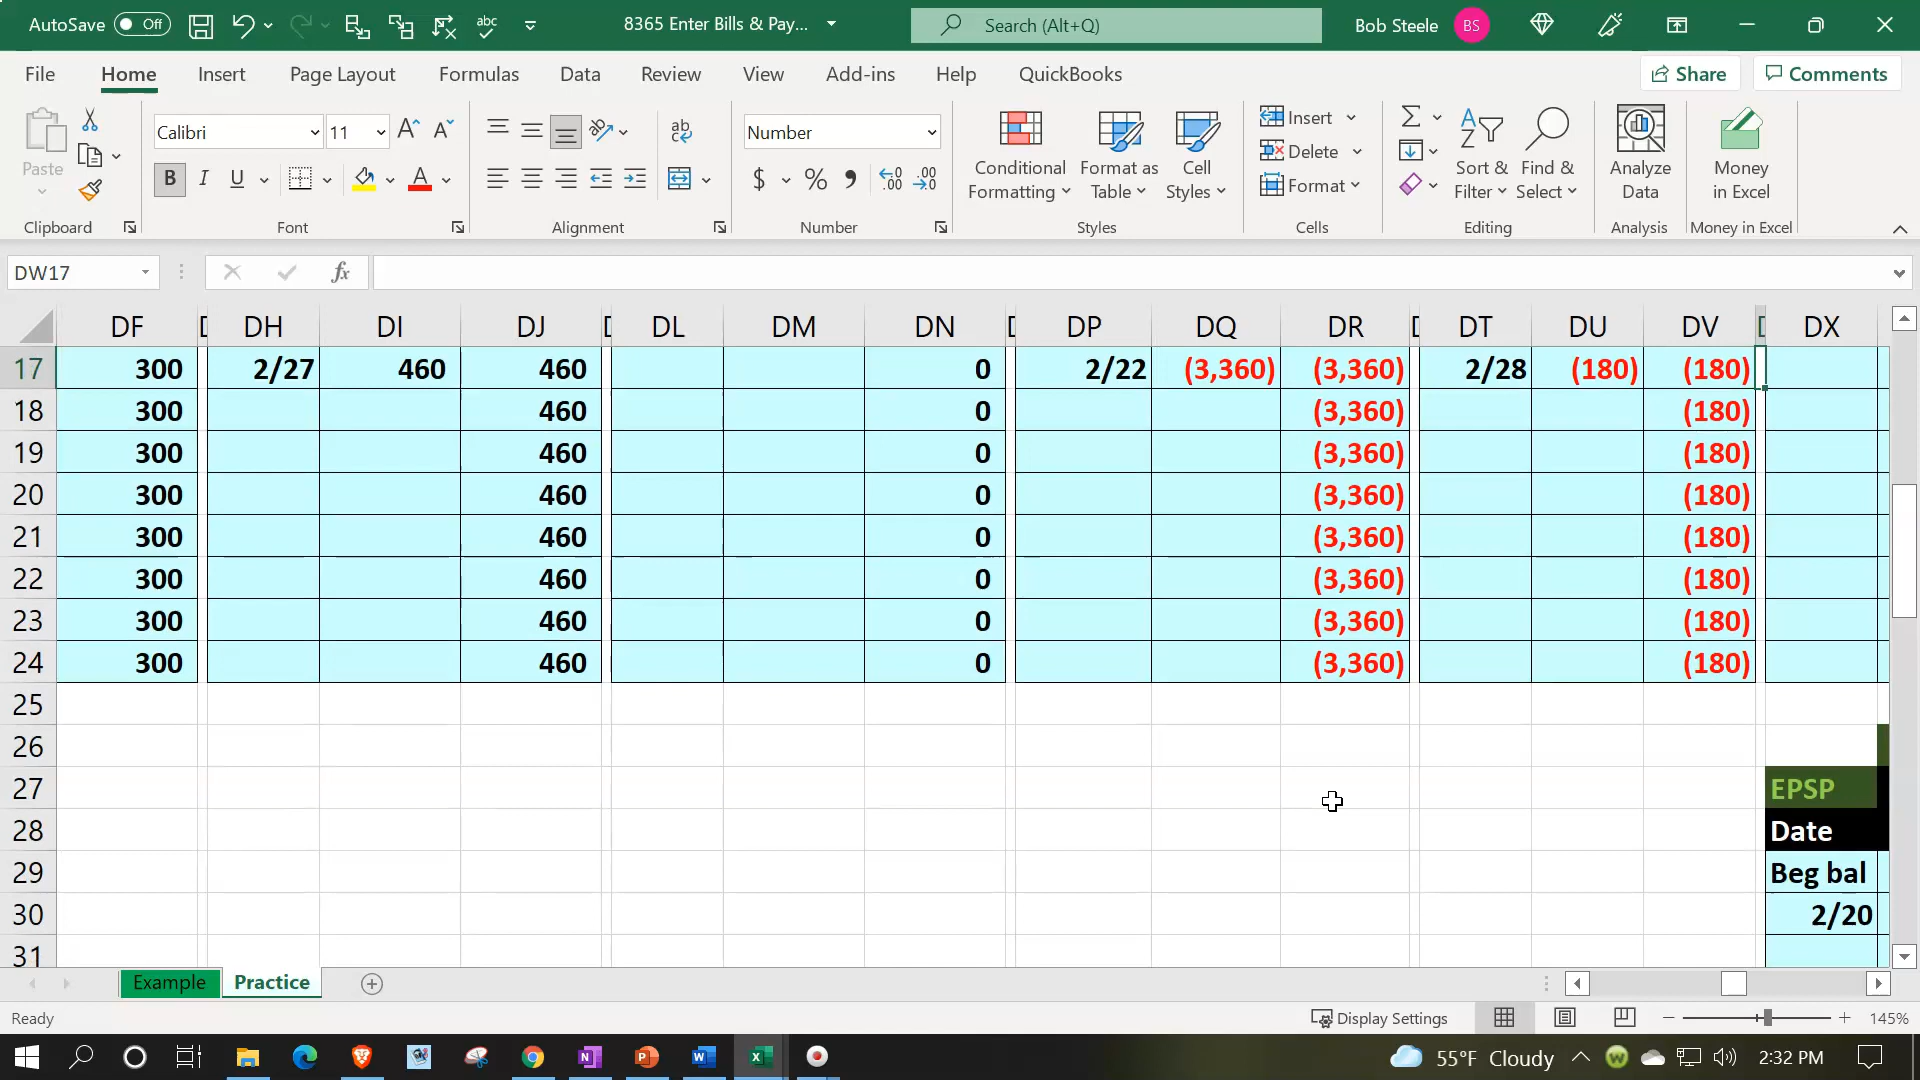 AutoSave Off 8365 Enter Bills & Pay... Search (Alt+Q) Bob Steele BS
File Home Insert Page Layout Formulas Data Review View Add-ins Help QuickBooks Share Comments
Paste Calibri 11 Number Conditional Formatting Format as Table Cell Styles Insert Delete Format Sort & Filter Find & Select Analyze Data Money in Excel
Clipboard Font Alignment Number Styles Cells Editing Analysis Money in Excel
DW17 fx
DF DH DI DJ DL DM DN DP DQ DR DT DU DV DX
17 300 2/27 460 460 0 2/22 (3,360) (3,360) 2/28 (180) (180)
18 300 460 0 (3,360) (180)
19 300 460 0 (3,360) (180)
20 300 460 0 (3,360) (180)
21 300 460 0 (3,360) (180)
22 300 460 0 (3,360) (180)
23 300 460 0 (3,360) (180)
24 300 460 0 (3,360) (180)
25
26
27 EPSP
28 Date
29 Beg bal
30 2/20
31
Example Practice
Ready Display Settings 145%
55°F Cloudy 2:32 PM